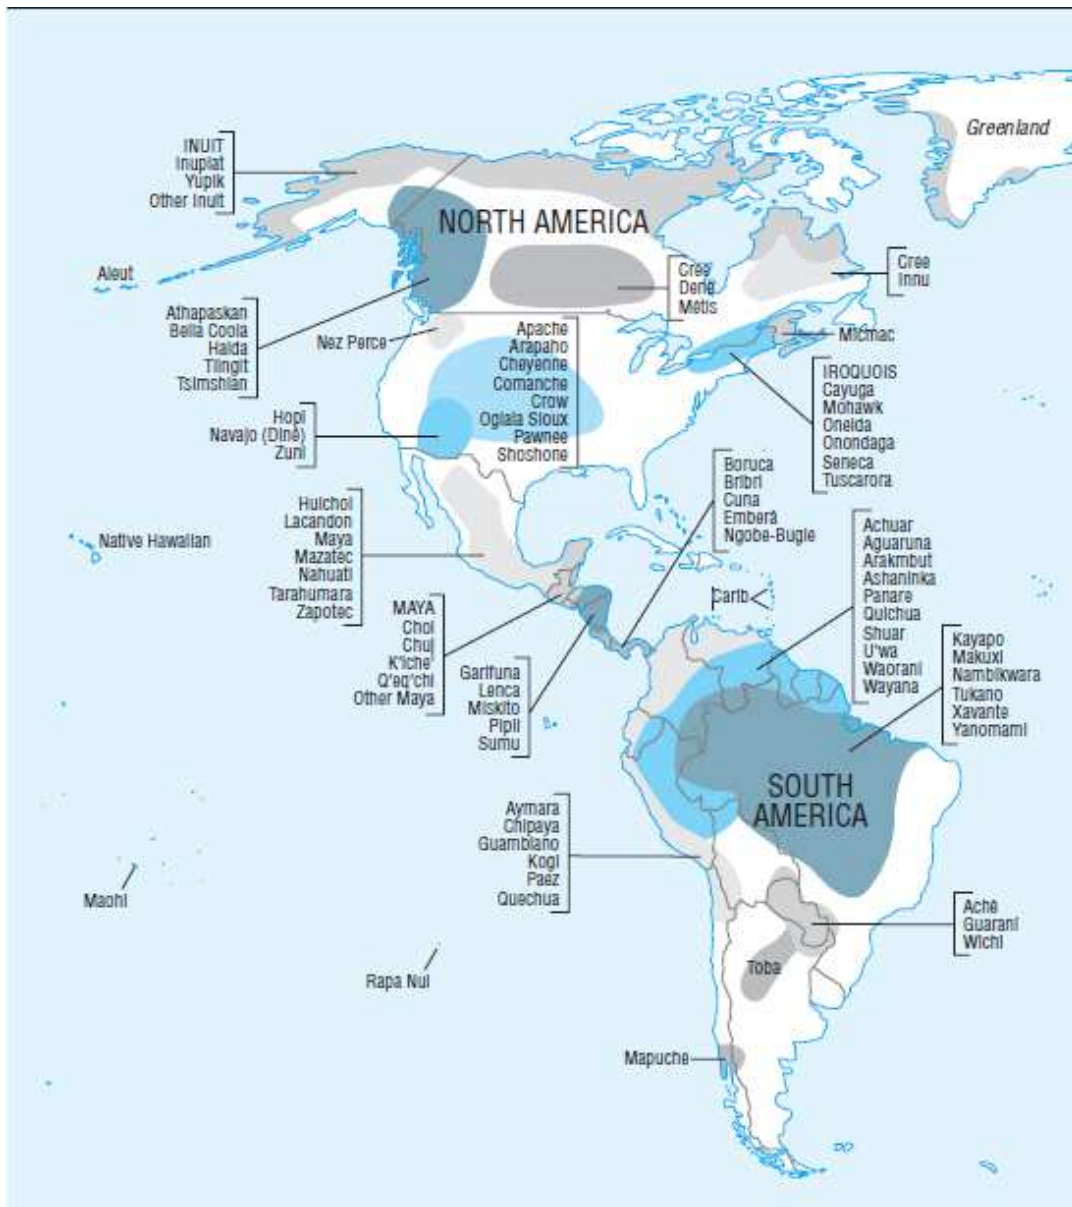 Greenland
INUIT
Inupiat
Yupik
Other Inuit
NORTH AMERICA
Aleut
Cree
Dene
Métis
Cree
Innu
Athapaskan
Bella Coola
Haida
Tlingit
Tsimshian
Nez Perce
Apache
Arapaho
Cheyenne
Comanche
Crow
Oglala Sioux
Pawnee
Shoshone
Micmac
IROQUOIS
Cayuga
Mohawk
Oneida
Onondaga
Seneca
Tuscarora
Hopi
Navajo (Diné)
Zuni
Boruca
Bribri
Cuna
Emberá
Ngobe-Bugle
Huichol
Lacandon
Maya
Mazatec
Nahuatl
Tarahumara
Zapotec
Native Hawaiian
Achuar
Aguaruna
Arakmbut
Ashaninka
Panare
Quichua
Shuar
U'wa
Waorani
Wayana
Carib
MAYA
Chol
Chuj
K'iche'
Q'eq'chi
Other Maya
Garifuna
Lenca
Miskito
Pipil
Sumu
Kayapo
Makuxi
Nambikwara
Tukano
Xavante
Yanomami
SOUTH
AMERICA
Aymara
Chipaya
Guambiano
Kogi
Paez
Quechua
Maohi
Aché
Guarani
Wichi
Rapa Nui
Toba
Mapuche